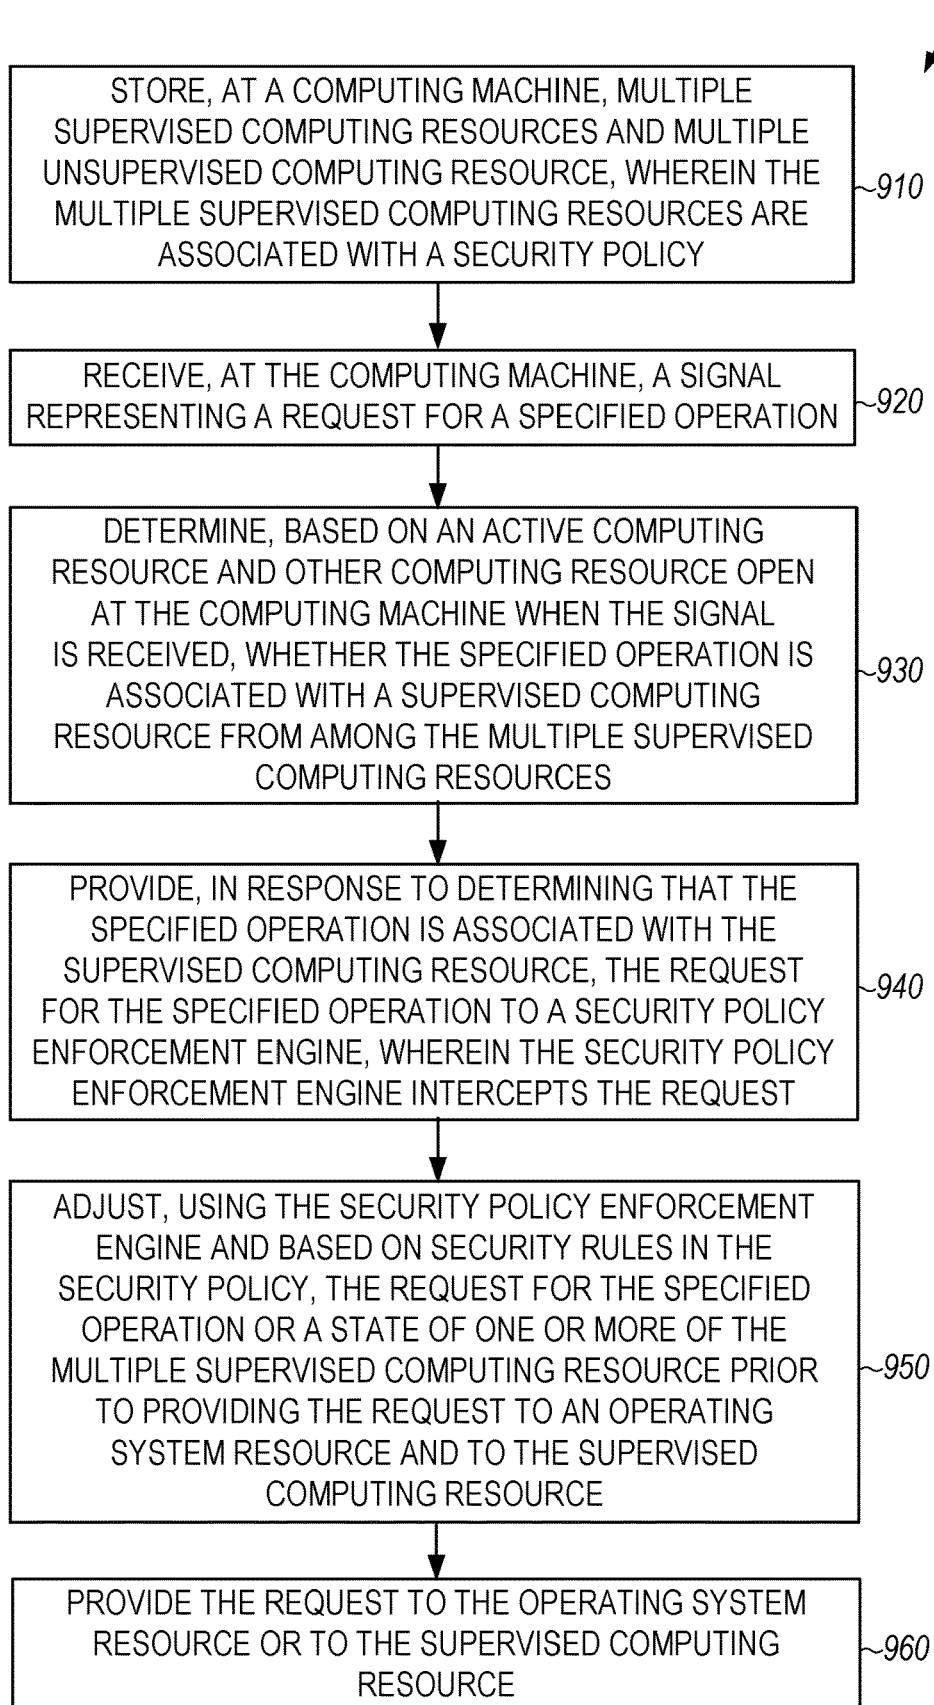 STORE, AT A COMPUTING MACHINE, MULTIPLE
SUPERVISED COMPUTING RESOURCES AND MULTIPLE
UNSUPERVISED COMPUTING RESOURCE, WHEREIN THE
MULTIPLE SUPERVISED COMPUTING RESOURCES ARE
ASSOCIATED WITH A SECURITY POLICY
910
RECEIVE, AT THE COMPUTING MACHINE, A SIGNAL
REPRESENTING A REQUEST FOR A SPECIFIED OPERATION
920
DETERMINE, BASED ON AN ACTIVE COMPUTING
RESOURCE AND OTHER COMPUTING RESOURCE OPEN
AT THE COMPUTING MACHINE WHEN THE SIGNAL
IS RECEIVED, WHETHER THE SPECIFIED OPERATION IS
ASSOCIATED WITH A SUPERVISED COMPUTING
RESOURCE FROM AMONG THE MULTIPLE SUPERVISED
COMPUTING RESOURCES
930
PROVIDE, IN RESPONSE TO DETERMINING THAT THE
SPECIFIED OPERATION IS ASSOCIATED WITH THE
SUPERVISED COMPUTING RESOURCE, THE REQUEST
FOR THE SPECIFIED OPERATION TO A SECURITY POLICY
ENFORCEMENT ENGINE, WHEREIN THE SECURITY POLICY
ENFORCEMENT ENGINE INTERCEPTS THE REQUEST
940
ADJUST, USING THE SECURITY POLICY ENFORCEMENT
ENGINE AND BASED ON SECURITY RULES IN THE
SECURITY POLICY, THE REQUEST FOR THE SPECIFIED
OPERATION OR A STATE OF ONE OR MORE OF THE
MULTIPLE SUPERVISED COMPUTING RESOURCE PRIOR
TO PROVIDING THE REQUEST TO AN OPERATING
SYSTEM RESOURCE AND TO THE SUPERVISED
COMPUTING RESOURCE
950
PROVIDE THE REQUEST TO THE OPERATING SYSTEM
RESOURCE OR TO THE SUPERVISED COMPUTING
RESOURCE
960